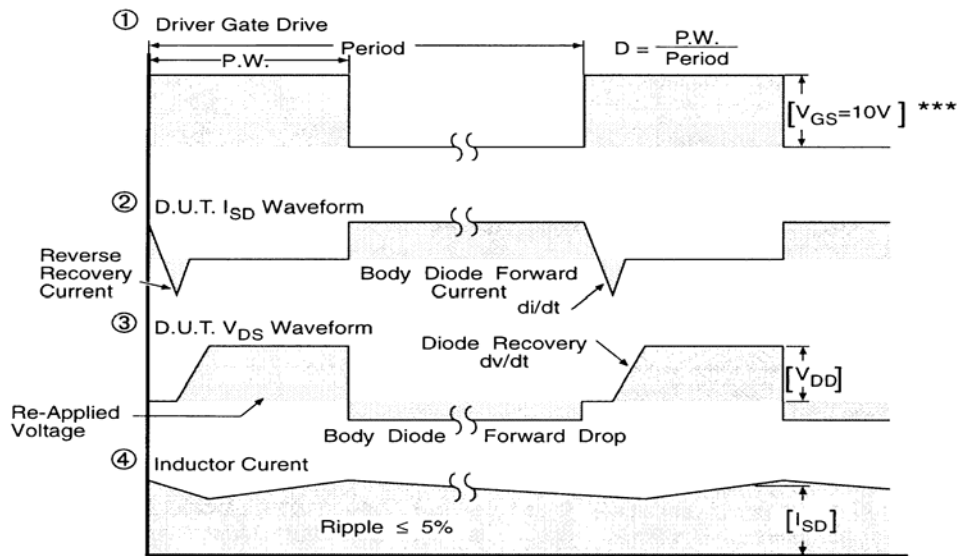 ① Driver Gate Drive
P.W.
Period
D = P.W. / Period
[VGS=10V] ***
② D.U.T. ISD Waveform
Reverse
Recovery
Current
Body Diode Forward
Current
di/dt
③ D.U.T. VDS Waveform
Diode Recovery
dv/dt
[VDD]
Re-Applied
Voltage
Body Diode Forward Drop
④ Inductor Curent
Ripple ≤ 5%
[ISD]